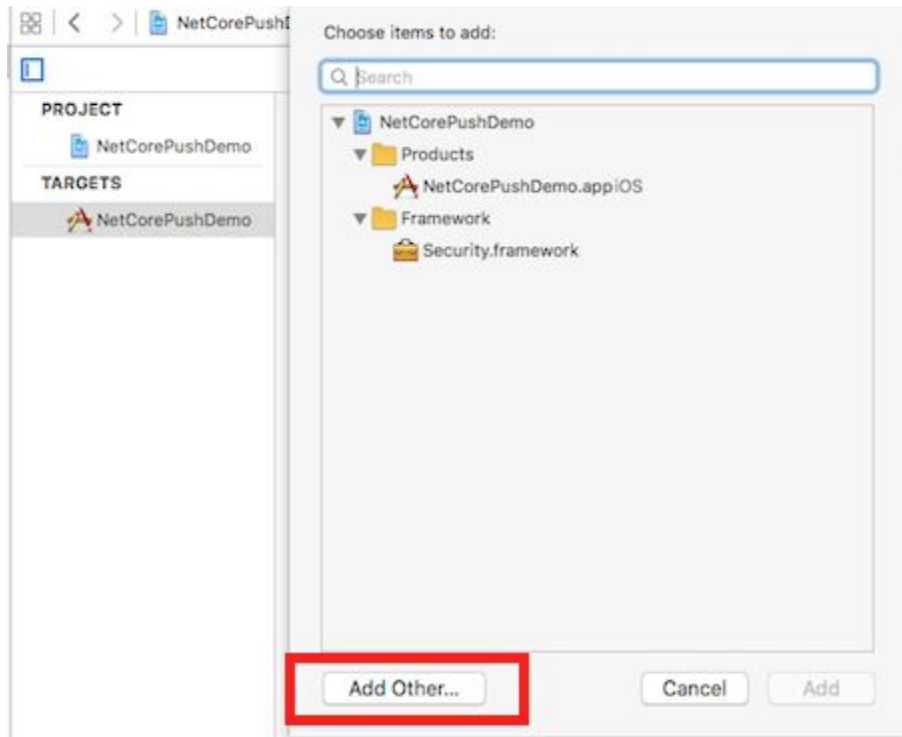 NetCorePushD
Choose items to add:
Search
PROJECT
NetCorePushDemo
TARGETS
NetCorePushDemo
NetCorePushDemo
Products
NetCorePushDemo.app iOS
Framework
Security.framework
Add Other...
Cancel
Add